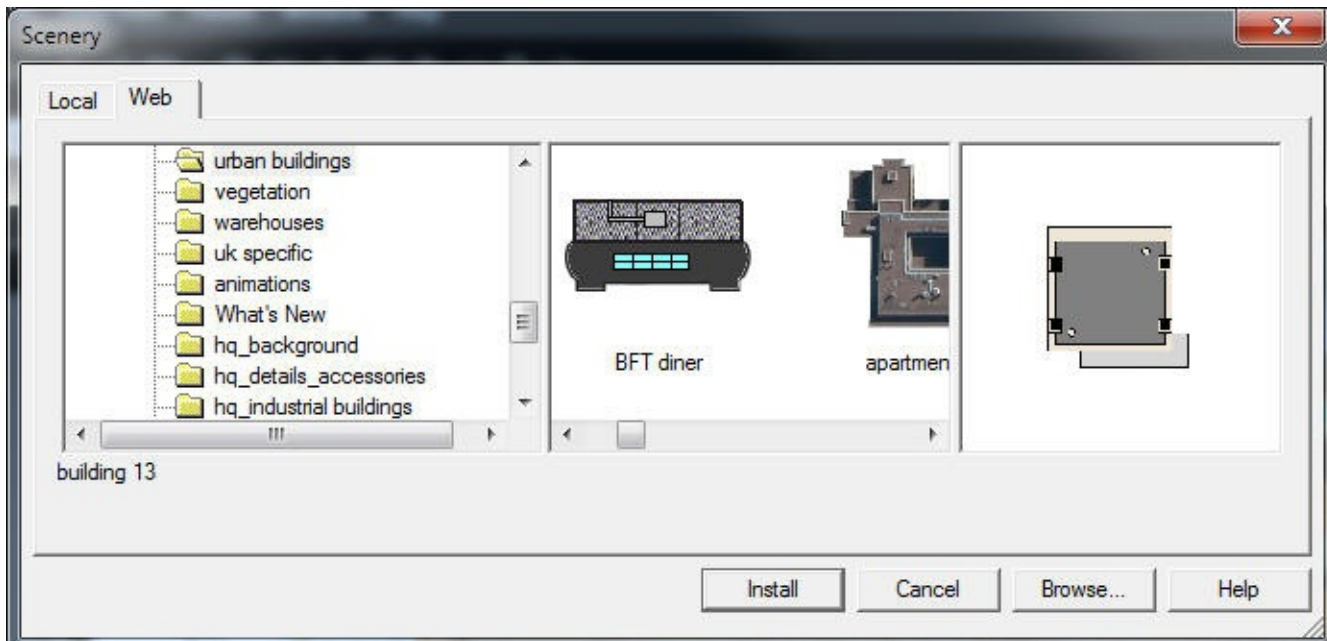 Scenery
Local
Web
urban buildings
vegetation
warehouses
uk specific
animations
What's New
hq_background
hq_details_accessories
hq_industrial buildings
BFT diner
apartmen
building 13
Install
Cancel
Browse...
Help